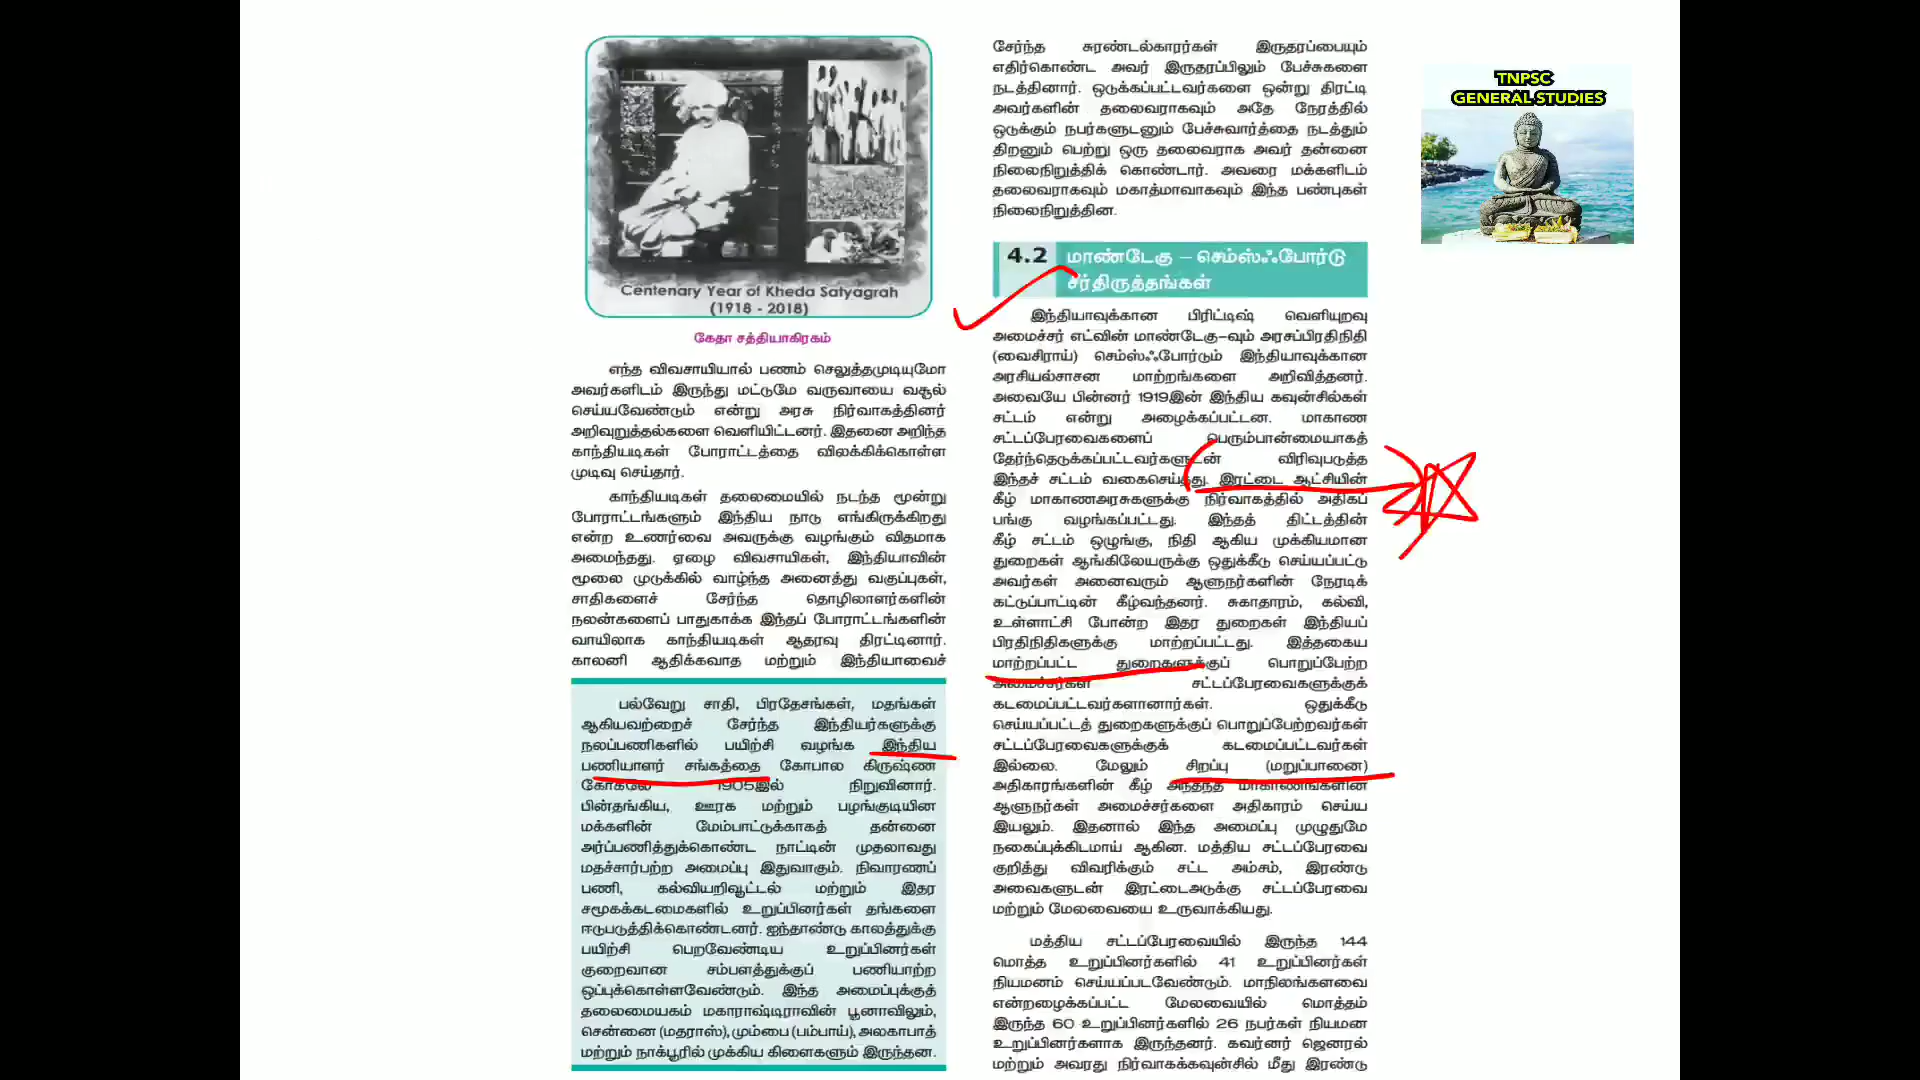 Centenary Year of Kheda Satyagrah
(1918 - 2018)
கேதா சத்தியாகிரகம்
எந்த விவசாயியால் பணம் செலுத்தமுடியுமோ
அவர்களிடம் இருந்து மட்டுமே வருவாயை வசூல்
செய்யவேண்டும் என்று அரசு நிர்வாகத்தினர்
அறிவுறுத்தல்களை வெளியிட்டனர். இதனை அறிந்த
காந்தியடிகள் போராட்டத்தை விலக்கிக்கொள்ள
முடிவு செய்தார்.
காந்தியடிகள் தலைமையில் நடந்த மூன்று
போராட்டங்களும் இந்திய நாடு எங்கிருக்கிறது
என்ற உணர்வை அவருக்கு வழங்கும் விதமாக
அமைந்தது. ஏழை விவசாயிகள், இந்தியாவின்
மூலை முடுக்கில் வாழ்ந்த அனைத்து வகுப்புகள்,
சாதிகளைச் சேர்ந்த தொழிலாளர்களின்
நலன்களைப் பாதுகாக்க இந்தப் போராட்டங்களின்
வாயிலாக காந்தியடிகள் ஆதரவு திரட்டினார்.
காலனி ஆதிக்கவாத மற்றும் இந்தியாவைச்
பல்வேறு சாதி, பிரதேசங்கள், மதங்கள்
ஆகியவற்றைச் சேர்ந்த இந்தியர்களுக்கு
நலப்பணிகளில் பயிற்சி வழங்க இந்திய
பணியாளர் சங்கத்தை கோபால கிருஷ்ண
கோகலே 1905இல் நிறுவினார்.
பின்தங்கிய, ஊரக மற்றும் பழங்குடியின
மக்களின் மேம்பாட்டுக்காகத் தன்னை
அர்ப்பணித்துக்கொண்ட நாட்டின் முதலாவது
மதச்சார்பற்ற அமைப்பு இதுவாகும். நிவாரணப்
பணி, கல்வியறிவூட்டல் மற்றும் இதர
சமூகக்கடமைகளில் உறுப்பினர்கள் தங்களை
ஈடுபடுத்திக்கொண்டனர். ஐந்தாண்டு காலத்துக்கு
பயிற்சி பெறவேண்டிய உறுப்பினர்கள்
குறைவான சம்பளத்துக்குப் பணியாற்ற
ஒப்புக்கொள்ளவேண்டும். இந்த அமைப்புக்குத்
தலைமையகம் மகாராஷ்டிராவின் பூனாவிலும்,
சென்னை (மதராஸ்), மும்பை (பம்பாய்), அலகாபாத்
மற்றும் நாக்பூரில் முக்கிய கிளைகளும் இருந்தன.
சேர்ந்த சுரண்டல்காரர்கள் இருதரப்பையும்
எதிர்கொண்ட அவர் இருதரப்பிலும் பேச்சுகளை
நடத்தினார். ஒடுக்கப்பட்டவர்களை ஒன்று திரட்டி
அவர்களின் தலைவராகவும் அதே நேரத்தில்
ஒடுக்கும் நபர்களுடனும் பேச்சுவார்த்தை நடத்தும்
திறனும் பெற்று ஒரு தலைவராக அவர் தன்னை
நிலைநிறுத்திக் கொண்டார். அவரை மக்களிடம்
தலைவராகவும் மகாத்மாவாகவும் இந்த பண்புகள்
நிலைநிறுத்தின.
4.2 மாண்டேகு – செம்ஸ்ஃபோர்டு
சீர்திருத்தங்கள்
இந்தியாவுக்கான பிரிட்டிஷ் வெளியுறவு
அமைச்சர் எட்வின் மாண்டேகு–வும் அரசப்பிரதிநிதி
(வைசிராய்) செம்ஸ்ஃபோர்டும் இந்தியாவுக்கான
அரசியல்சாசன மாற்றங்களை அறிவித்தனர்.
அவையே பின்னர் 1919இன் இந்திய கவுன்சில்கள்
சட்டம் என்று அழைக்கப்பட்டன. மாகாண
சட்டப்பேரவைகளைப் பெரும்பான்மையாகத்
தேர்ந்தெடுக்கப்பட்டவர்களுடன் விரிவுபடுத்த
இந்தச் சட்டம் வகைசெய்தது. இரட்டை ஆட்சியின்
கீழ் மாகாணஅரசுகளுக்கு நிர்வாகத்தில் அதிகப்
பங்கு வழங்கப்பட்டது. இந்தத் திட்டத்தின்
கீழ் சட்டம் ஒழுங்கு, நிதி ஆகிய முக்கியமான
துறைகள் ஆங்கிலேயருக்கு ஒதுக்கீடு செய்யப்பட்டு
அவர்கள் அனைவரும் ஆளுநர்களின் நேரடிக்
கட்டுப்பாட்டின் கீழ்வந்தனர். சுகாதாரம், கல்வி,
உள்ளாட்சி போன்ற இதர துறைகள் இந்தியப்
பிரதிநிதிகளுக்கு மாற்றப்பட்டது. இத்தகைய
மாற்றப்பட்ட துறைகளுக்குப் பொறுப்பேற்ற
அமைச்சர்கள் சட்டப்பேரவைகளுக்குக்
கடமைப்பட்டவர்களானார்கள். ஒதுக்கீடு
செய்யப்பட்டத் துறைகளுக்குப் பொறுப்பேற்றவர்கள்
சட்டப்பேரவைகளுக்குக் கடமைப்பட்டவர்கள்
இல்லை. மேலும் சிறப்பு (மறுப்பானை)
அதிகாரங்களின் கீழ் அந்தந்த மாகாணங்களின்
ஆளுநர்கள் அமைச்சர்களை அதிகாரம் செய்ய
இயலும். இதனால் இந்த அமைப்பு முழுதுமே
நகைப்புக்கிடமாய் ஆகின. மத்திய சட்டப்பேரவை
குறித்து விவரிக்கும் சட்ட அம்சம், இரண்டு
அவைகளுடன் இரட்டைஅடுக்கு சட்டப்பேரவை
மற்றும் மேலவையை உருவாக்கியது.
மத்திய சட்டப்பேரவையில் இருந்த 144
மொத்த உறுப்பினர்களில் 41 உறுப்பினர்கள்
நியமனம் செய்யப்படவேண்டும். மாநிலங்களவை
என்றழைக்கப்பட்ட மேலவையில் மொத்தம்
இருந்த 60 உறுப்பினர்களில் 26 நபர்கள் நியமன
உறுப்பினர்களாக இருந்தனர். கவர்னர் ஜெனரல்
மற்றும் அவரது நிர்வாகக்கவுன்சில் மீது இரண்டு
TNPSC
GENERAL STUDIES